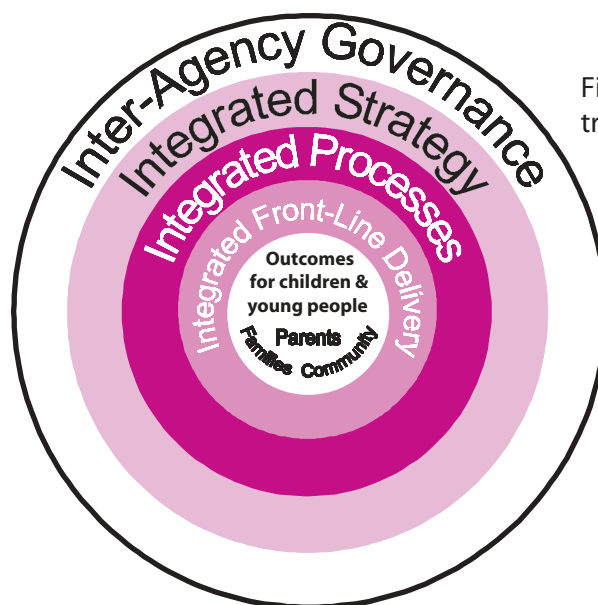 Inter-Agency Governance
Integrated Strategy
Integrated Processes
Integrated Front-Line Delivery
Outcomes
for children &
young people
Parents
Families Community